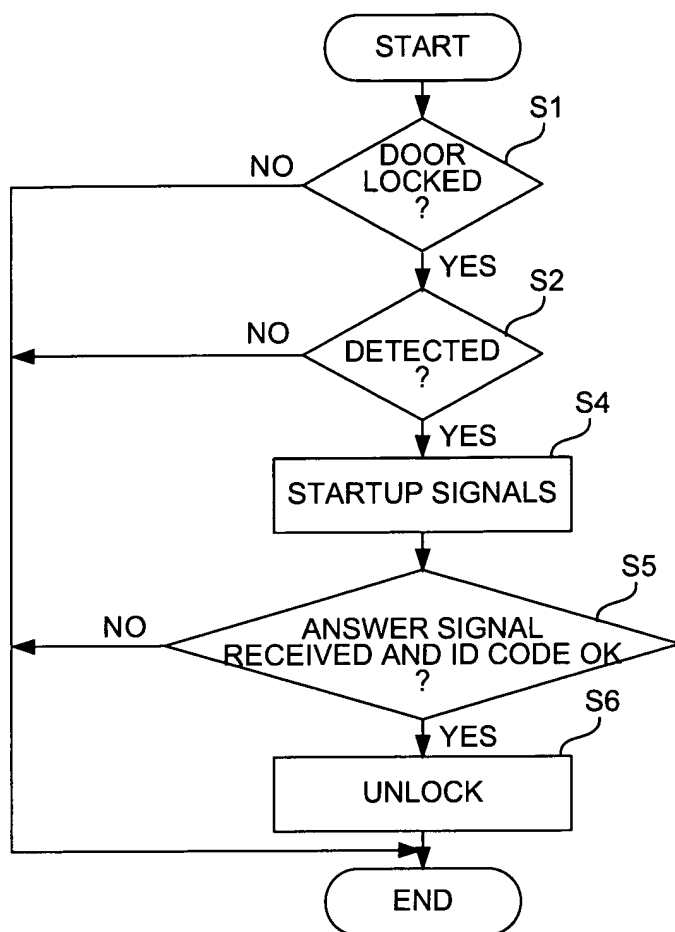 START
S1
DOOR
LOCKED
?
NO
YES
S2
NO
DETECTED
?
YES
S4
STARTUP SIGNALS
S5
NO
ANSWER SIGNAL
RECEIVED AND ID CODE OK
?
S6
YES
UNLOCK
END